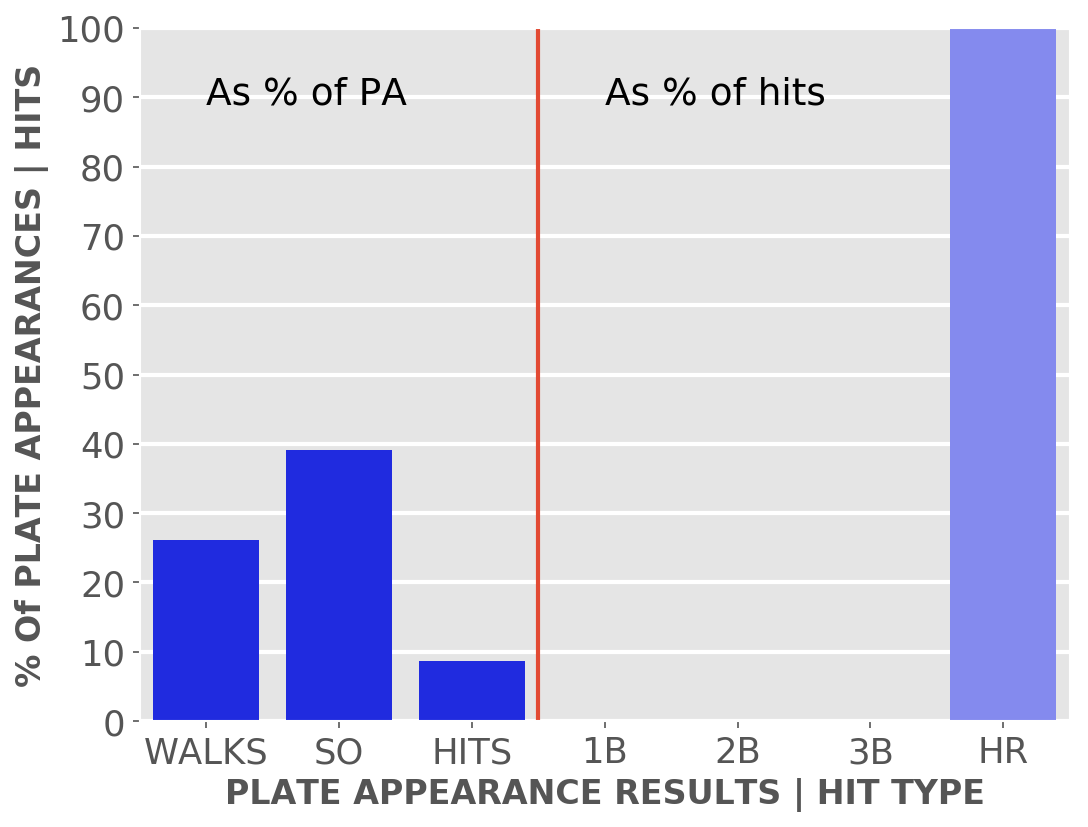 100
90
80
70
60
50
40
30
20
10
0
% Of PLATE APPEARANCES | HITS
As % of PA
As % of hits
WALKS SO HITS 1B 2B 3B HR
PLATE APPEARANCE RESULTS | HIT TYPE